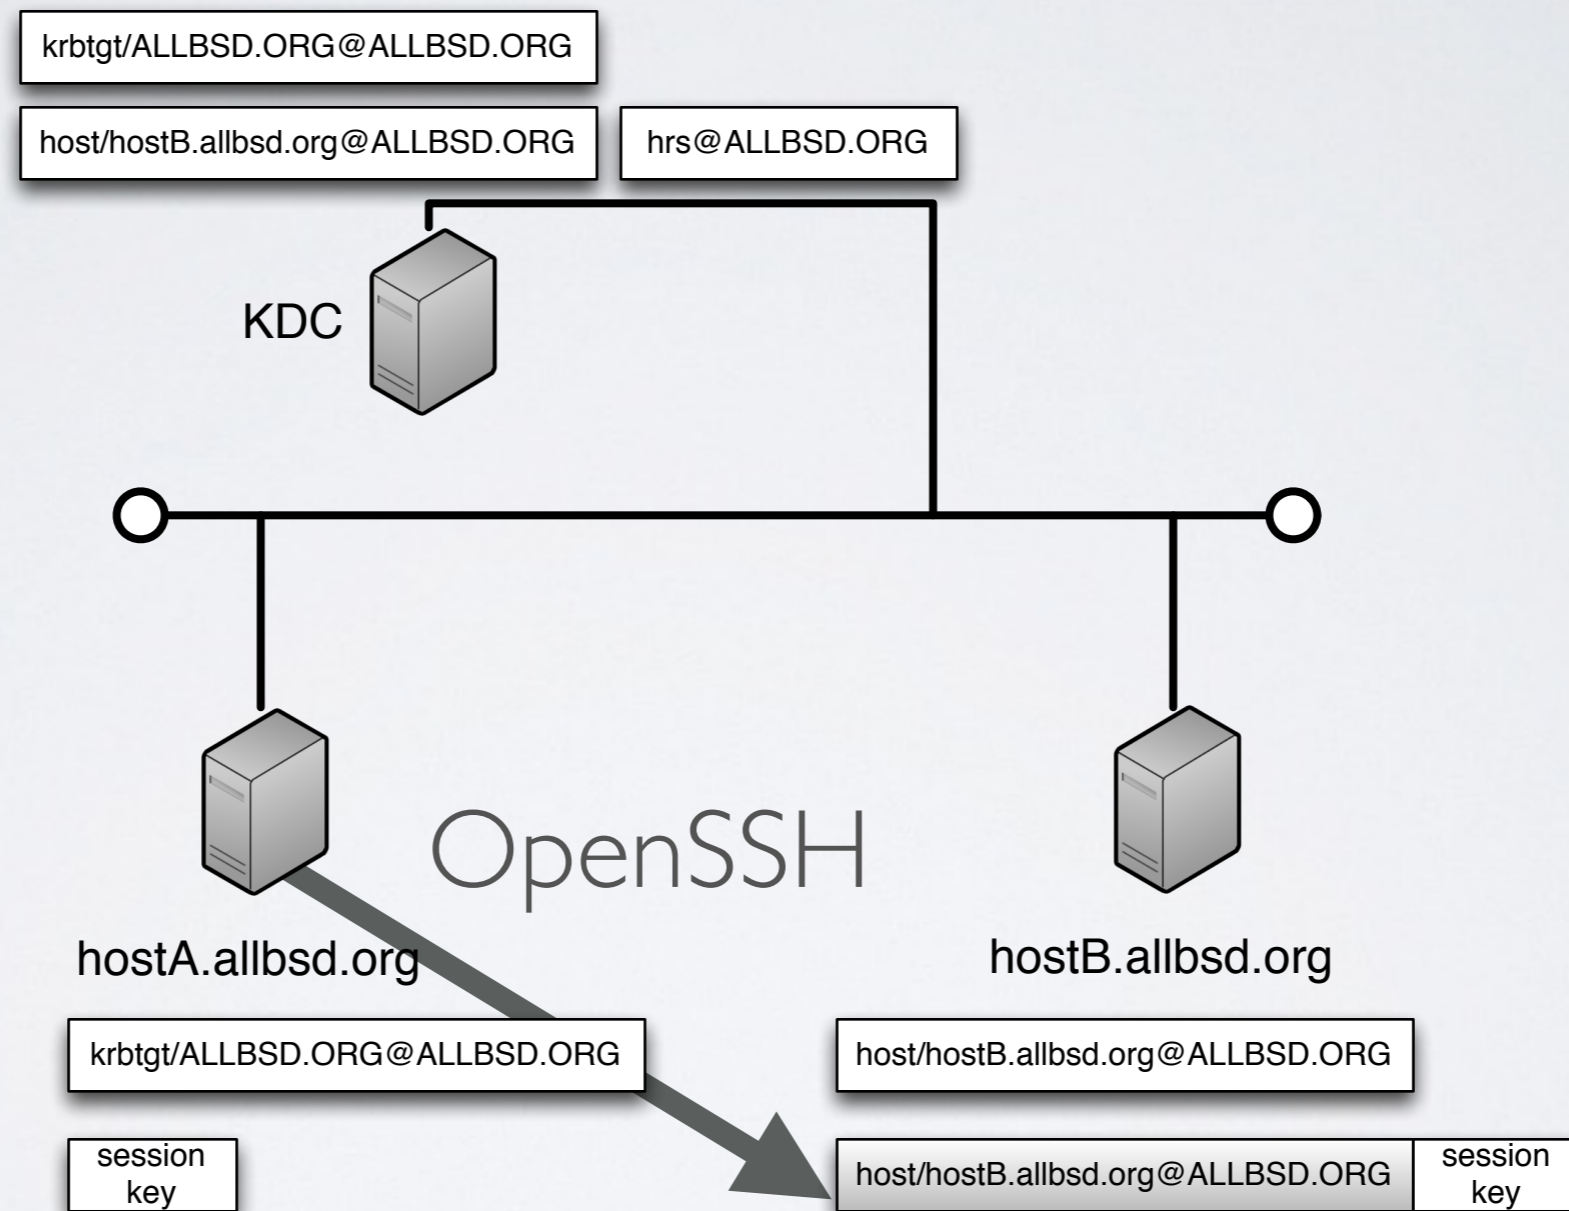 krbtgt/ALLBSD.ORG@ALLBSD.ORG
host/hostB.allbsd.org@ALLBSD.ORG
hrs@ALLBSD.ORG
KDC
OpenSSH
hostA.allbsd.org
hostB.allbsd.org
krbtgt/ALLBSD.ORG@ALLBSD.ORG
host/hostB.allbsd.org@ALLBSD.ORG
session
key
host/hostB.allbsd.org@ALLBSD.ORG
session
key